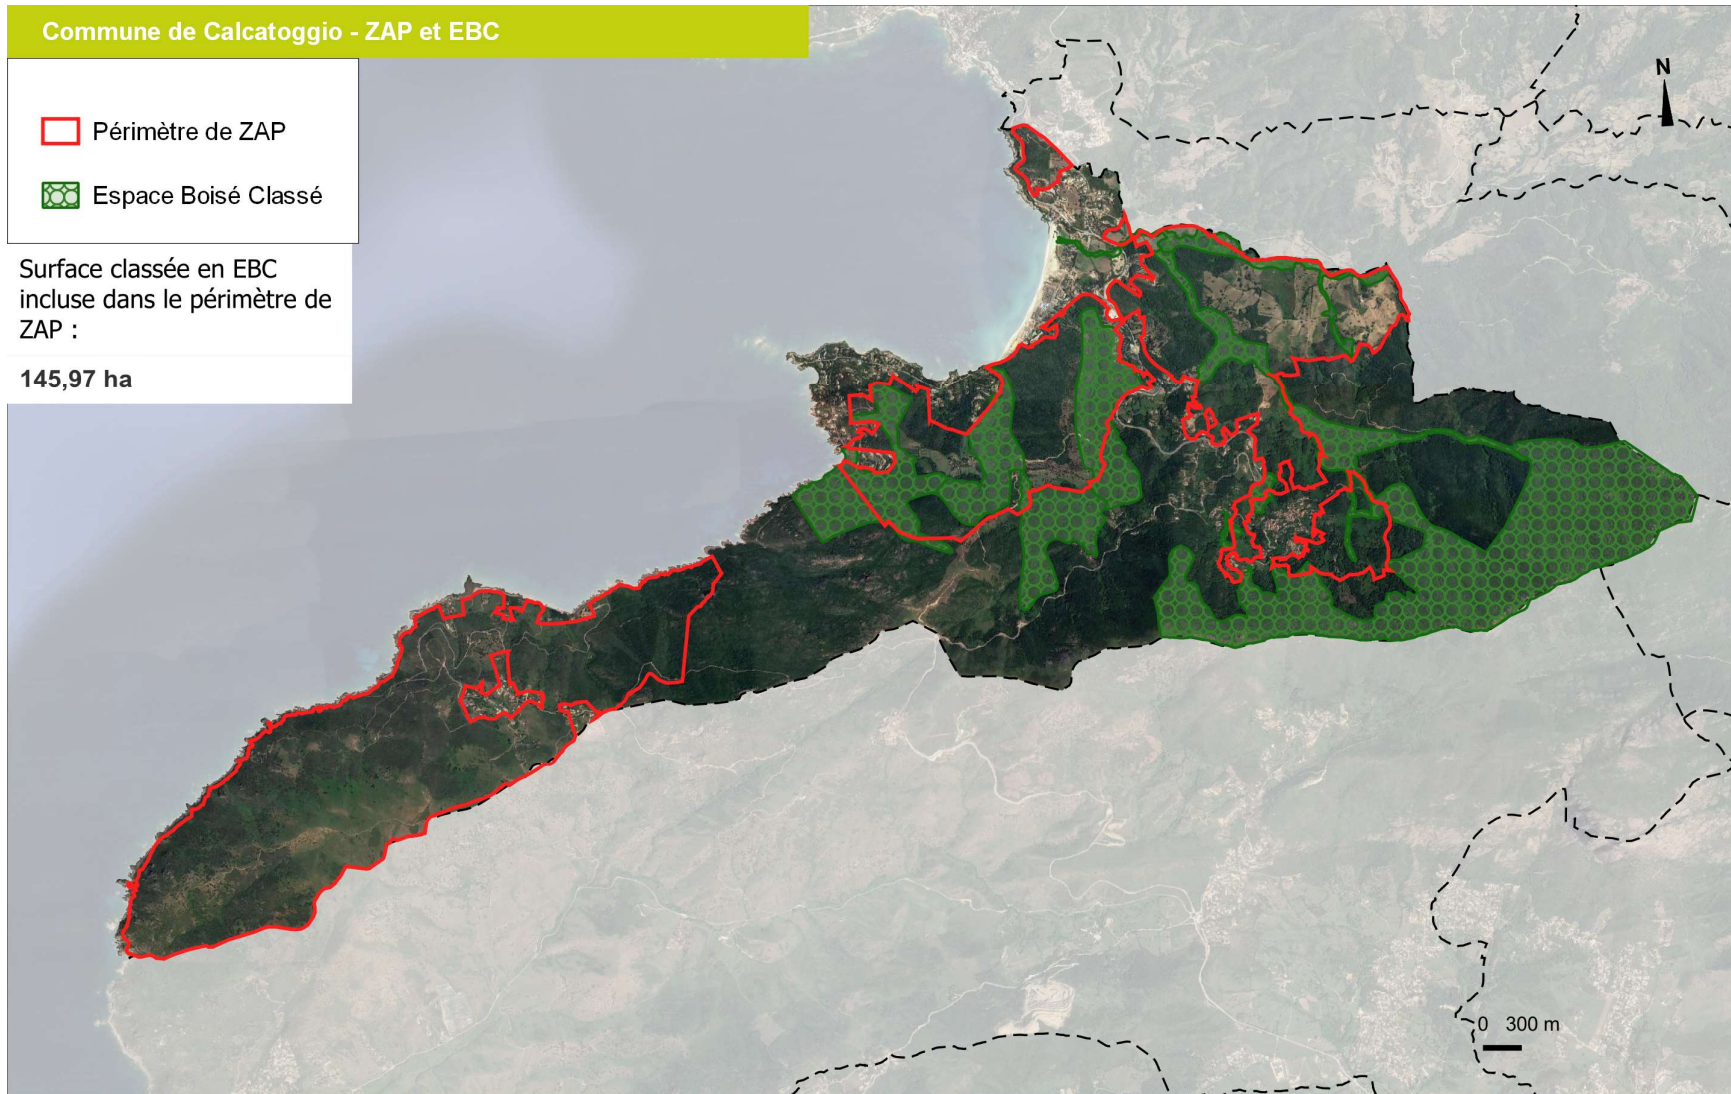 Commune de Calcatoggio - ZAP et EBC
N
Périmètre de ZAP
Espace Boisé Classé
Surface classée en EBC
incluse dans le périmètre de
ZAP :
145,97 ha
0 300 m